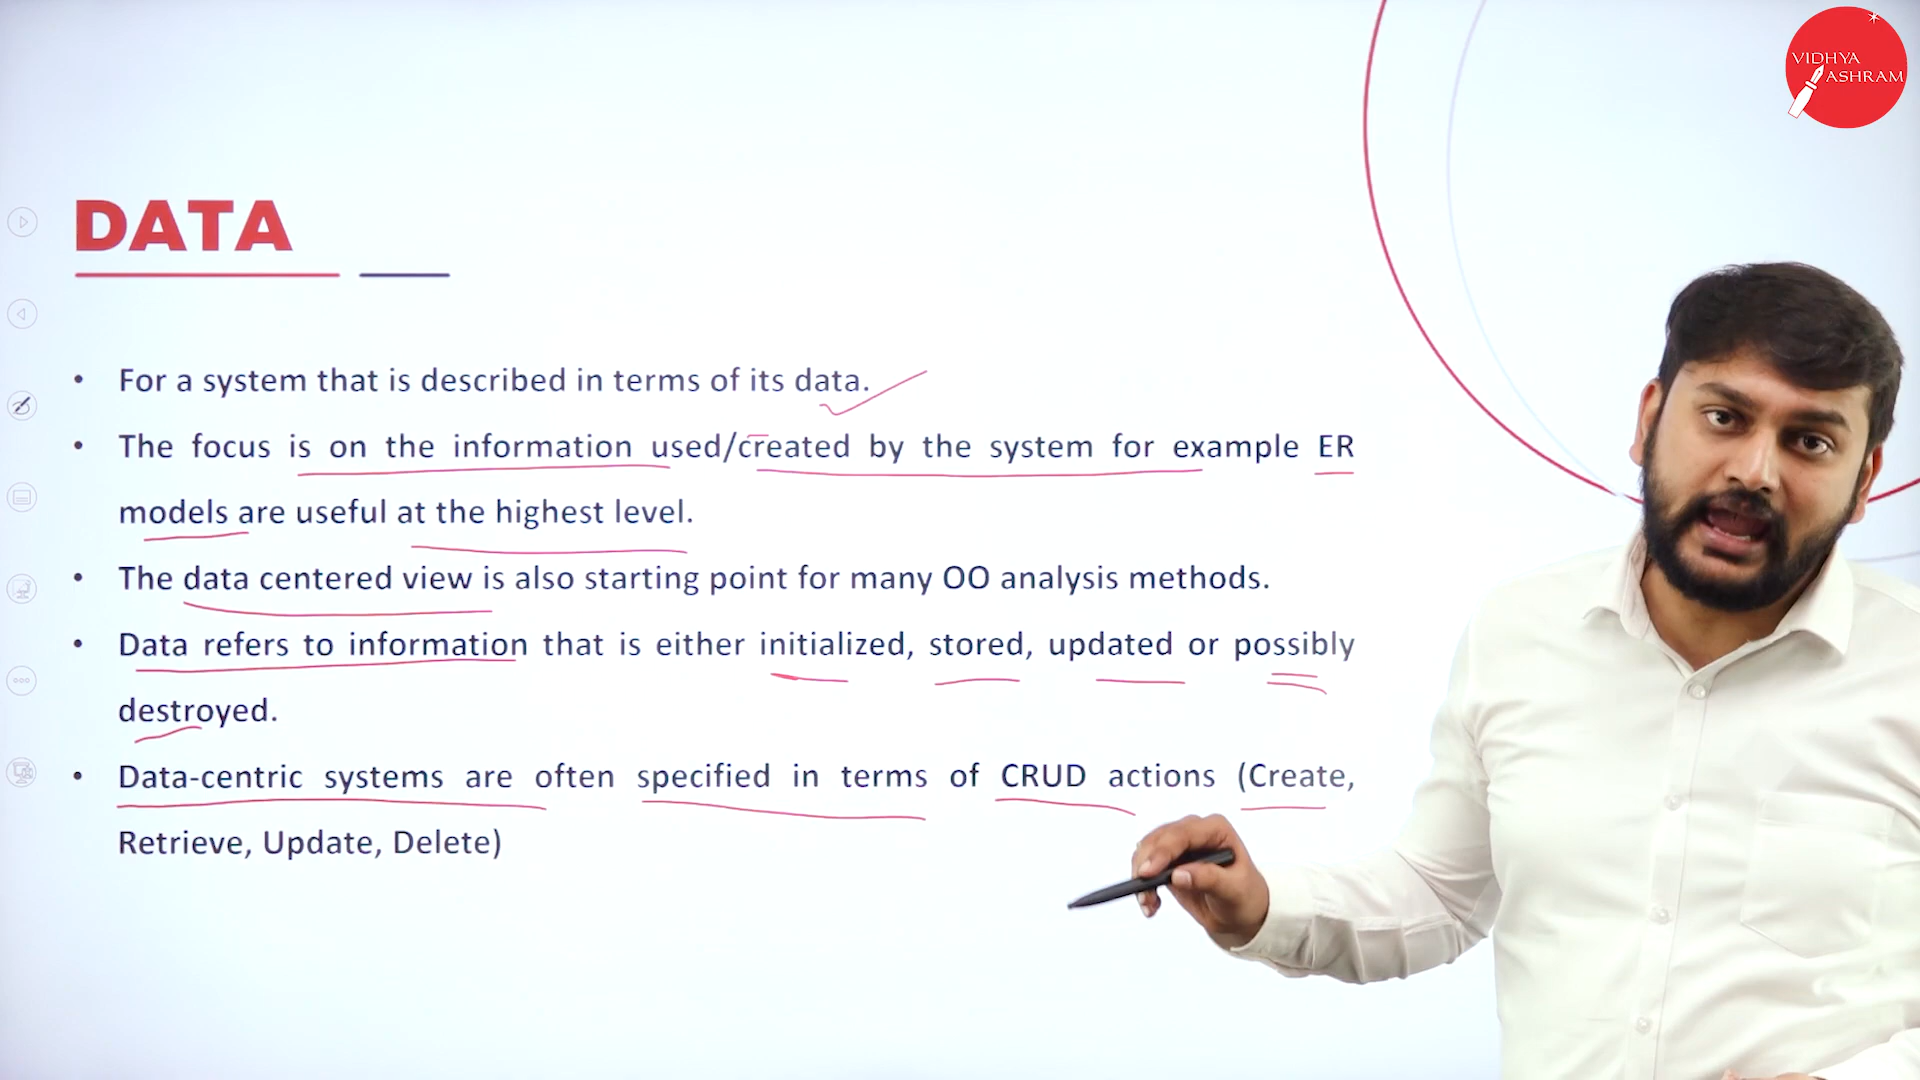 VIDHYA
ASHRAM
DATA
• For a system that is described in terms of its data.
• The focus is on the information used/created by the system for example ER
models are useful at the highest level.
• The data centered view is also starting point for many OO analysis methods.
• Data refers to information that is either initialized, stored, updated or possibly
destroyed.
• Data-centric systems are often specified in terms of CRUD actions (Create,
Retrieve, Update, Delete)